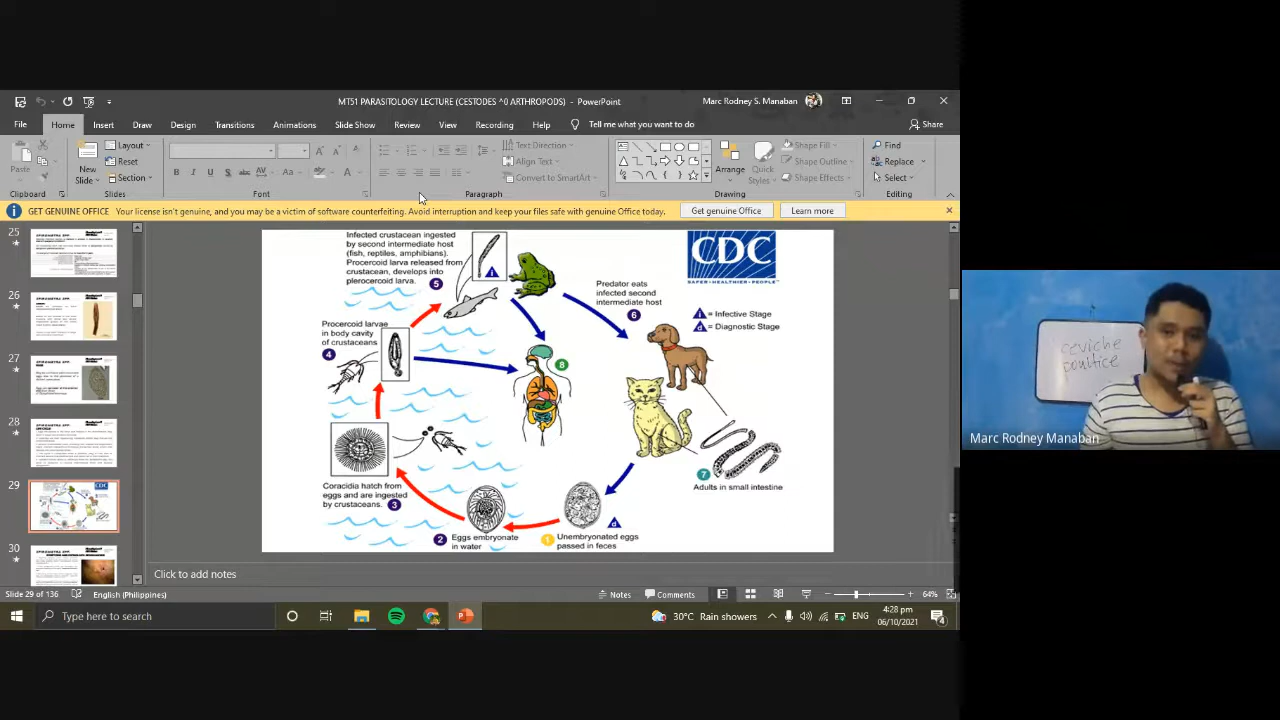 MT51 PARASITOLOGY LECTURE (CESTODES ^0 ARTHROPODS) - PowerPoint
Marc Rodney S. Manaban
File Home Insert Draw Design Transitions Animations Slide Show Review View Recording Help Tell me what you want to do Share
Paste
New
Slide
Layout
Reset
Section
Text Direction
Align Text
Convert to SmartArt
Arrange
Quick
Styles
Shape Fill
Shape Outline
Shape Effects
Find
Replace
Select
Clipboard Slides Font Paragraph Drawing Editing
GET GENUINE OFFICE Your license isn't genuine, and you may be a victim of software counterfeiting. Avoid interruption and keep your files safe with genuine Office today. Get genuine Office Learn more
25
26
27
28
29
30
Infected crustacean ingested
by second intermediate host
(fish, reptiles, amphibians).
Procercoid larva released from
crustacean, develops into
plerocercoid larva. 5
i
CDC
SAFER • HEALTHIER • PEOPLE™
Predator eats
infected second
intermediate host
6
i = Infective Stage
d = Diagnostic Stage
Procercoid larvae
in body cavity
of crustaceans
4
8
7
Adults in small intestine
Coracidia hatch from
eggs and are ingested
by crustaceans. 3
2 Eggs embryonate
in water
d
1 Unembryonated eggs
passed in feces
Click to add notes
Slide 29 of 136 English (Philippines) Notes Comments 64%
Type here to search
30°C Rain showers ENG
4:28 pm
06/10/2021
4
ceviche
poultice
Marc Rodney Manaban